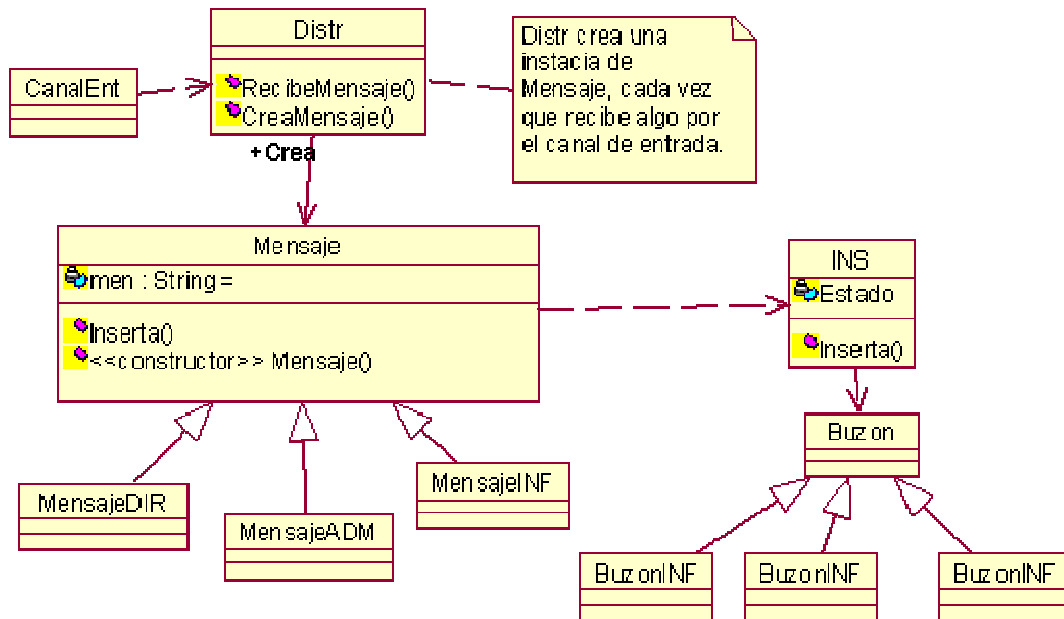 Distr
RecibeMensaje()
CreaMensaje()
CanalEnt
Distr crea una
instacia de
Mensaje, cada vez
que recibe algo por
el canal de entrada.
+Crea
Mensaje
men : String =
Inserta()
<<constructor>> Mensaje()
INS
Estado
Inserta()
Buzon
MensajeDIR
MensajeADM
MensajeINF
BuzonINF
BuzonINF
BuzonINF